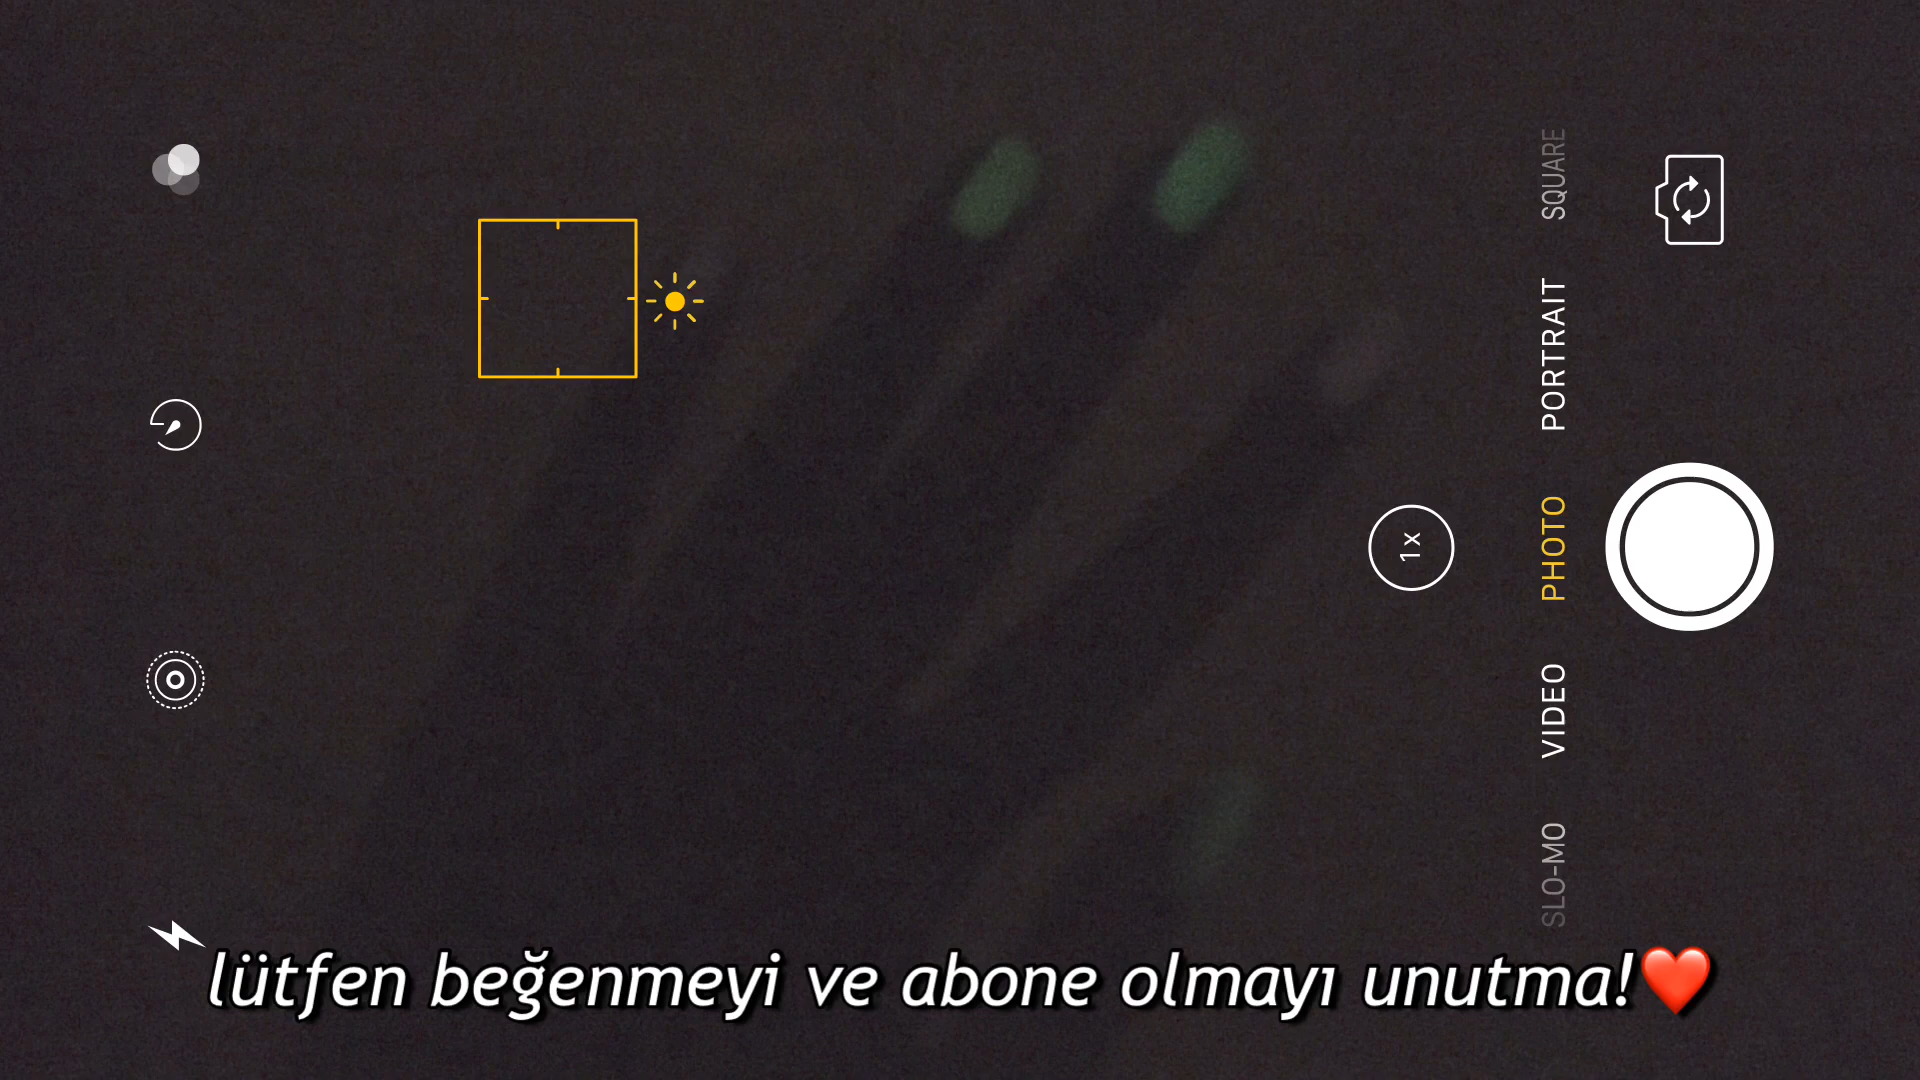 SQUARE
PORTRAIT
PHOTO
VIDEO
SLO-MO
1x
lütfen beğenmeyi ve abone olmayı unutma!❤️